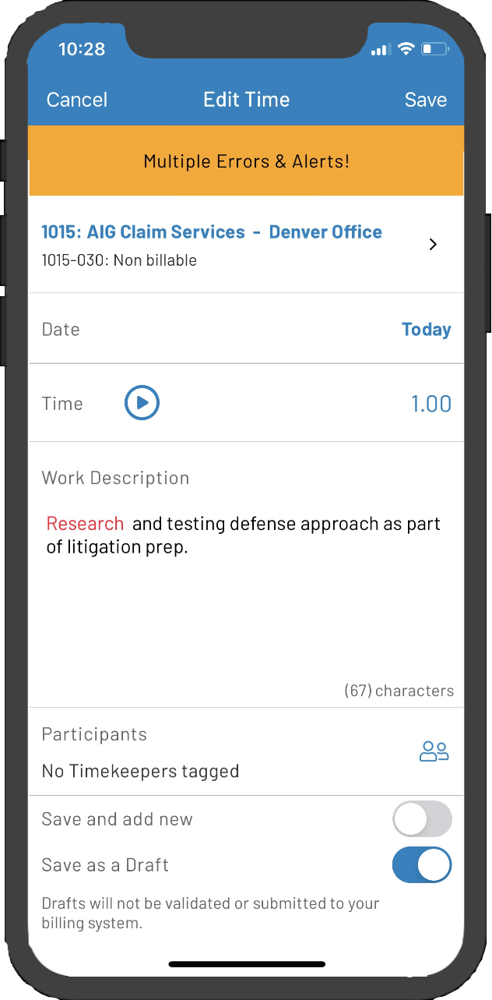 10:28
Cancel Edit Time Save
Multiple Errors & Alerts!
1015: AIG Claim Services - Denver Office
1015-030: Non billable
Date Today
Time 1.00
Work Description
Research and testing defense approach as part
of litigation prep.
(67) characters
Participants
No Timekeepers tagged
Save and add new
Save as a Draft
Drafts will not be validated or submitted to your
billing system.